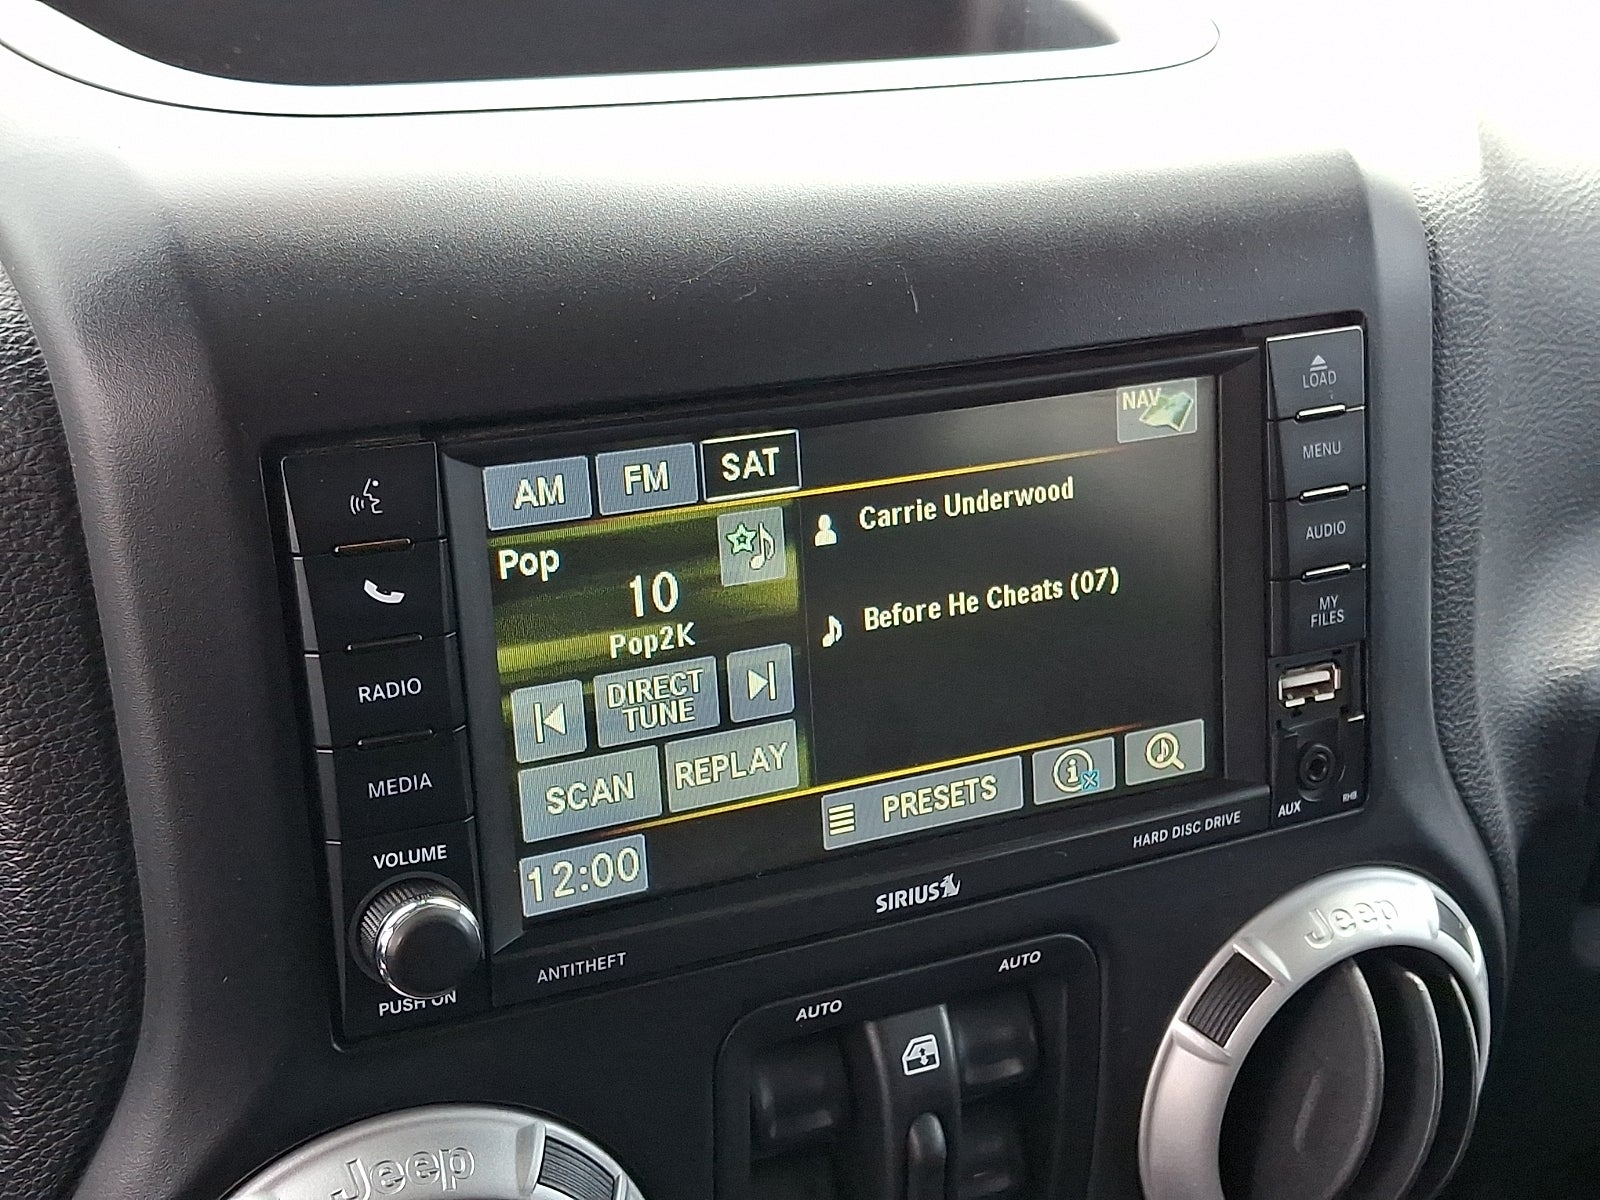 LOAD
NAV
MENU
AM FM SAT
Carrie Underwood
AUDIO
Pop
10
Pop2K
Before He Cheats (07)
MY
FILES
RADIO
DIRECT
TUNE
MEDIA
SCAN REPLAY
PRESETS
AUX RHB
VOLUME
12:00
HARD DISC DRIVE
SIRIUS
PUSH ON
ANTITHEFT
AUTO AUTO
Jeep
Jeep